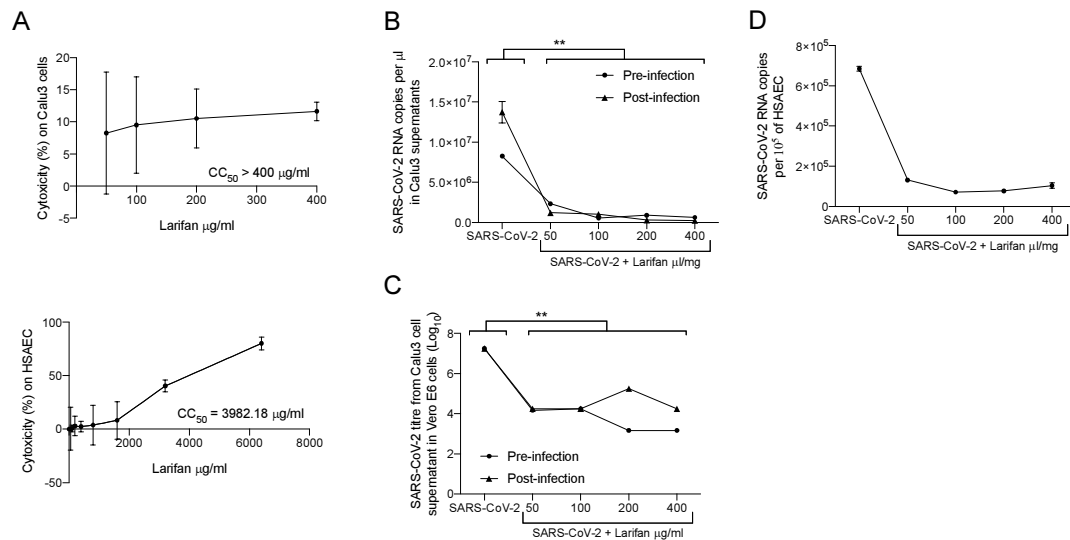 A
Cytoxicity (%) on Calu3 cells
20
15
10
5
0
-5
100
200
300
400
CC50 > 400 μg/ml
Larifan μg/ml
Cytoxicity (%) on HSAEC
100
50
0
-50
2000
4000
6000
8000
CC50 = 3982.18 μg/ml
Larifan μg/ml
B
**
SARS-CoV-2 RNA copies per μl
in Calu3 supernatants
2.0×10⁷
1.5×10⁷
1.0×10⁷
5.0×10⁶
0.0
Pre-infection
Post-infection
SARS-CoV-2
50
100
200
400
SARS-CoV-2 + Larifan μl/mg
C
**
SARS-CoV-2 titre from Calu3 cell
supernatant in Vero E6 cells (Log10)
8
6
4
2
0
Pre-infection
Post-infection
SARS-CoV-2
50
100
200
400
SARS-CoV-2 + Larifan μg/ml
D
SARS-CoV-2 RNA copies
per 10⁵ of HSAEC
8×10⁵
6×10⁵
4×10⁵
2×10⁵
0
SARS-CoV-2
50
100
200
400
SARS-CoV-2 + Larifan μl/mg